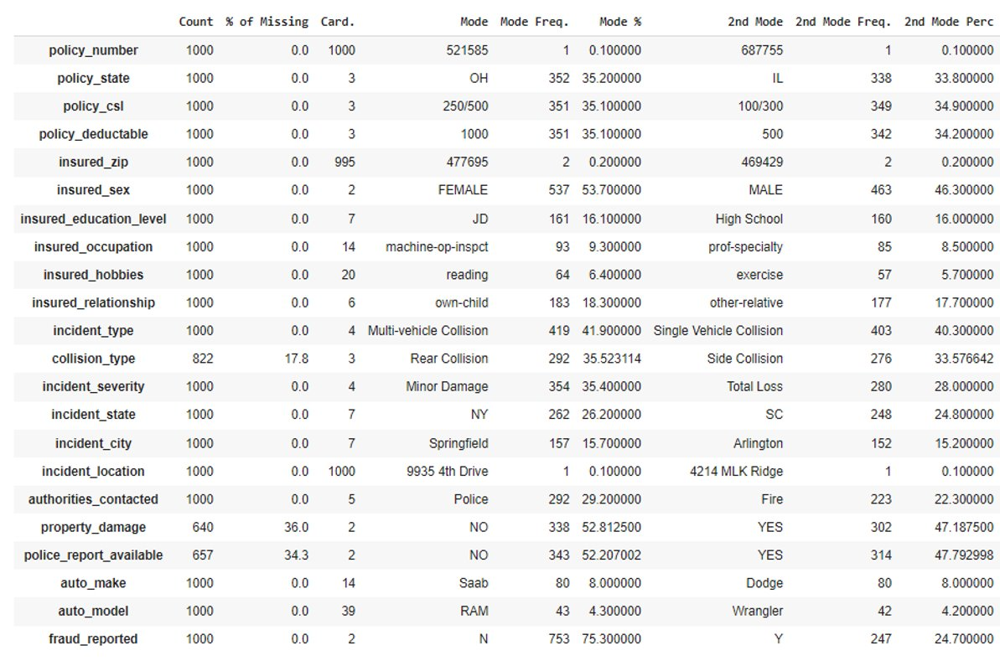 Count % of Missing Card. Mode Mode Freq. Mode % 2nd Mode 2nd Mode Freq. 2nd Mode Perc
policy_number 1000 0.0 1000 521585 1 0.100000 687755 1 0.100000
policy_state 1000 0.0 3 OH 352 35.200000 IL 338 33.800000
policy_csl 1000 0.0 3 250/500 351 35.100000 100/300 349 34.900000
policy_deductable 1000 0.0 3 1000 351 35.100000 500 342 34.200000
insured_zip 1000 0.0 995 477695 2 0.200000 469429 2 0.200000
insured_sex 1000 0.0 2 FEMALE 537 53.700000 MALE 463 46.300000
insured_education_level 1000 0.0 7 JD 161 16.100000 High School 160 16.000000
insured_occupation 1000 0.0 14 machine-op-inspct 93 9.300000 prof-specialty 85 8.500000
insured_hobbies 1000 0.0 20 reading 64 6.400000 exercise 57 5.700000
insured_relationship 1000 0.0 6 own-child 183 18.300000 other-relative 177 17.700000
incident_type 1000 0.0 4 Multi-vehicle Collision 419 41.900000 Single Vehicle Collision 403 40.300000
collision_type 822 17.8 3 Rear Collision 292 35.523114 Side Collision 276 33.576642
incident_severity 1000 0.0 4 Minor Damage 354 35.400000 Total Loss 280 28.000000
incident_state 1000 0.0 7 NY 262 26.200000 SC 248 24.800000
incident_city 1000 0.0 7 Springfield 157 15.700000 Arlington 152 15.200000
incident_location 1000 0.0 1000 9935 4th Drive 1 0.100000 4214 MLK Ridge 1 0.100000
authorities_contacted 1000 0.0 5 Police 292 29.200000 Fire 223 22.300000
property_damage 640 36.0 2 NO 338 52.812500 YES 302 47.187500
police_report_available 657 34.3 2 NO 343 52.207002 YES 314 47.792998
auto_make 1000 0.0 14 Saab 80 8.000000 Dodge 80 8.000000
auto_model 1000 0.0 39 RAM 43 4.300000 Wrangler 42 4.200000
fraud_reported 1000 0.0 2 N 753 75.300000 Y 247 24.700000